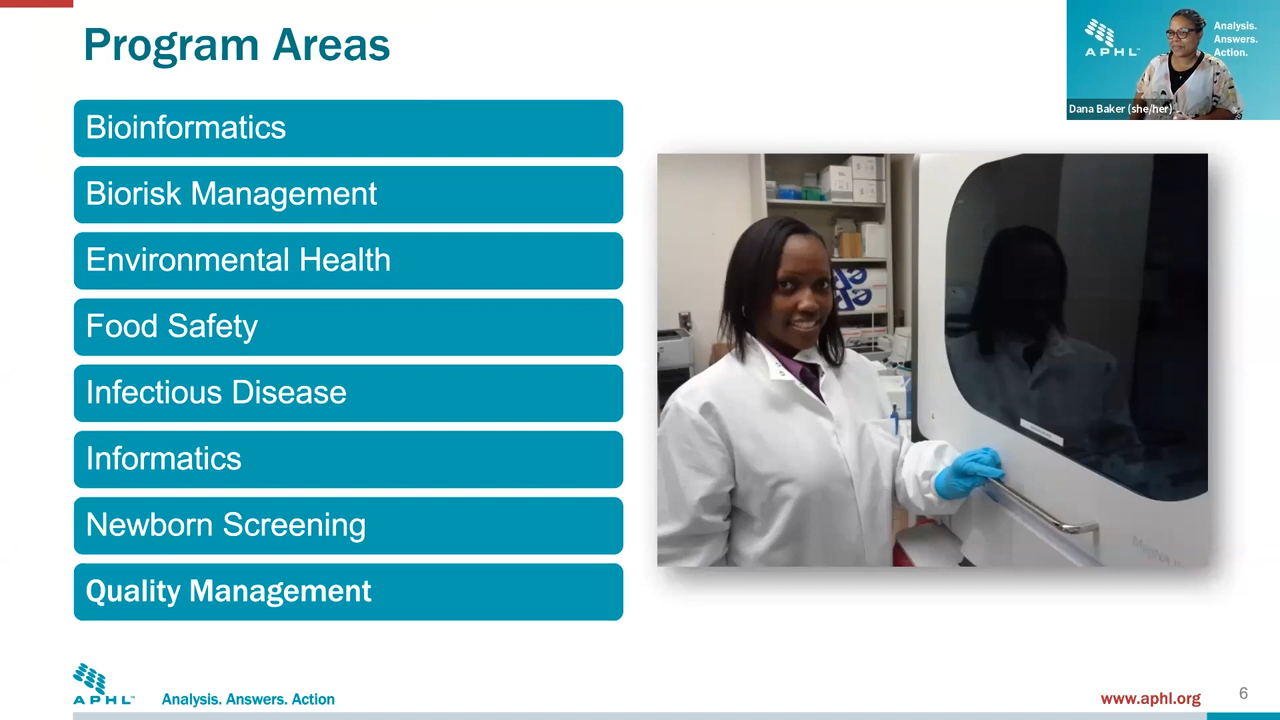 Program Areas
APHL
Analysis.
Answers.
Action.
Dana Baker (she/her)
Bioinformatics
Biorisk Management
Environmental Health
Food Safety
Infectious Disease
Informatics
Newborn Screening
Quality Management
APHL™
Analysis. Answers. Action
www.aphl.org
6